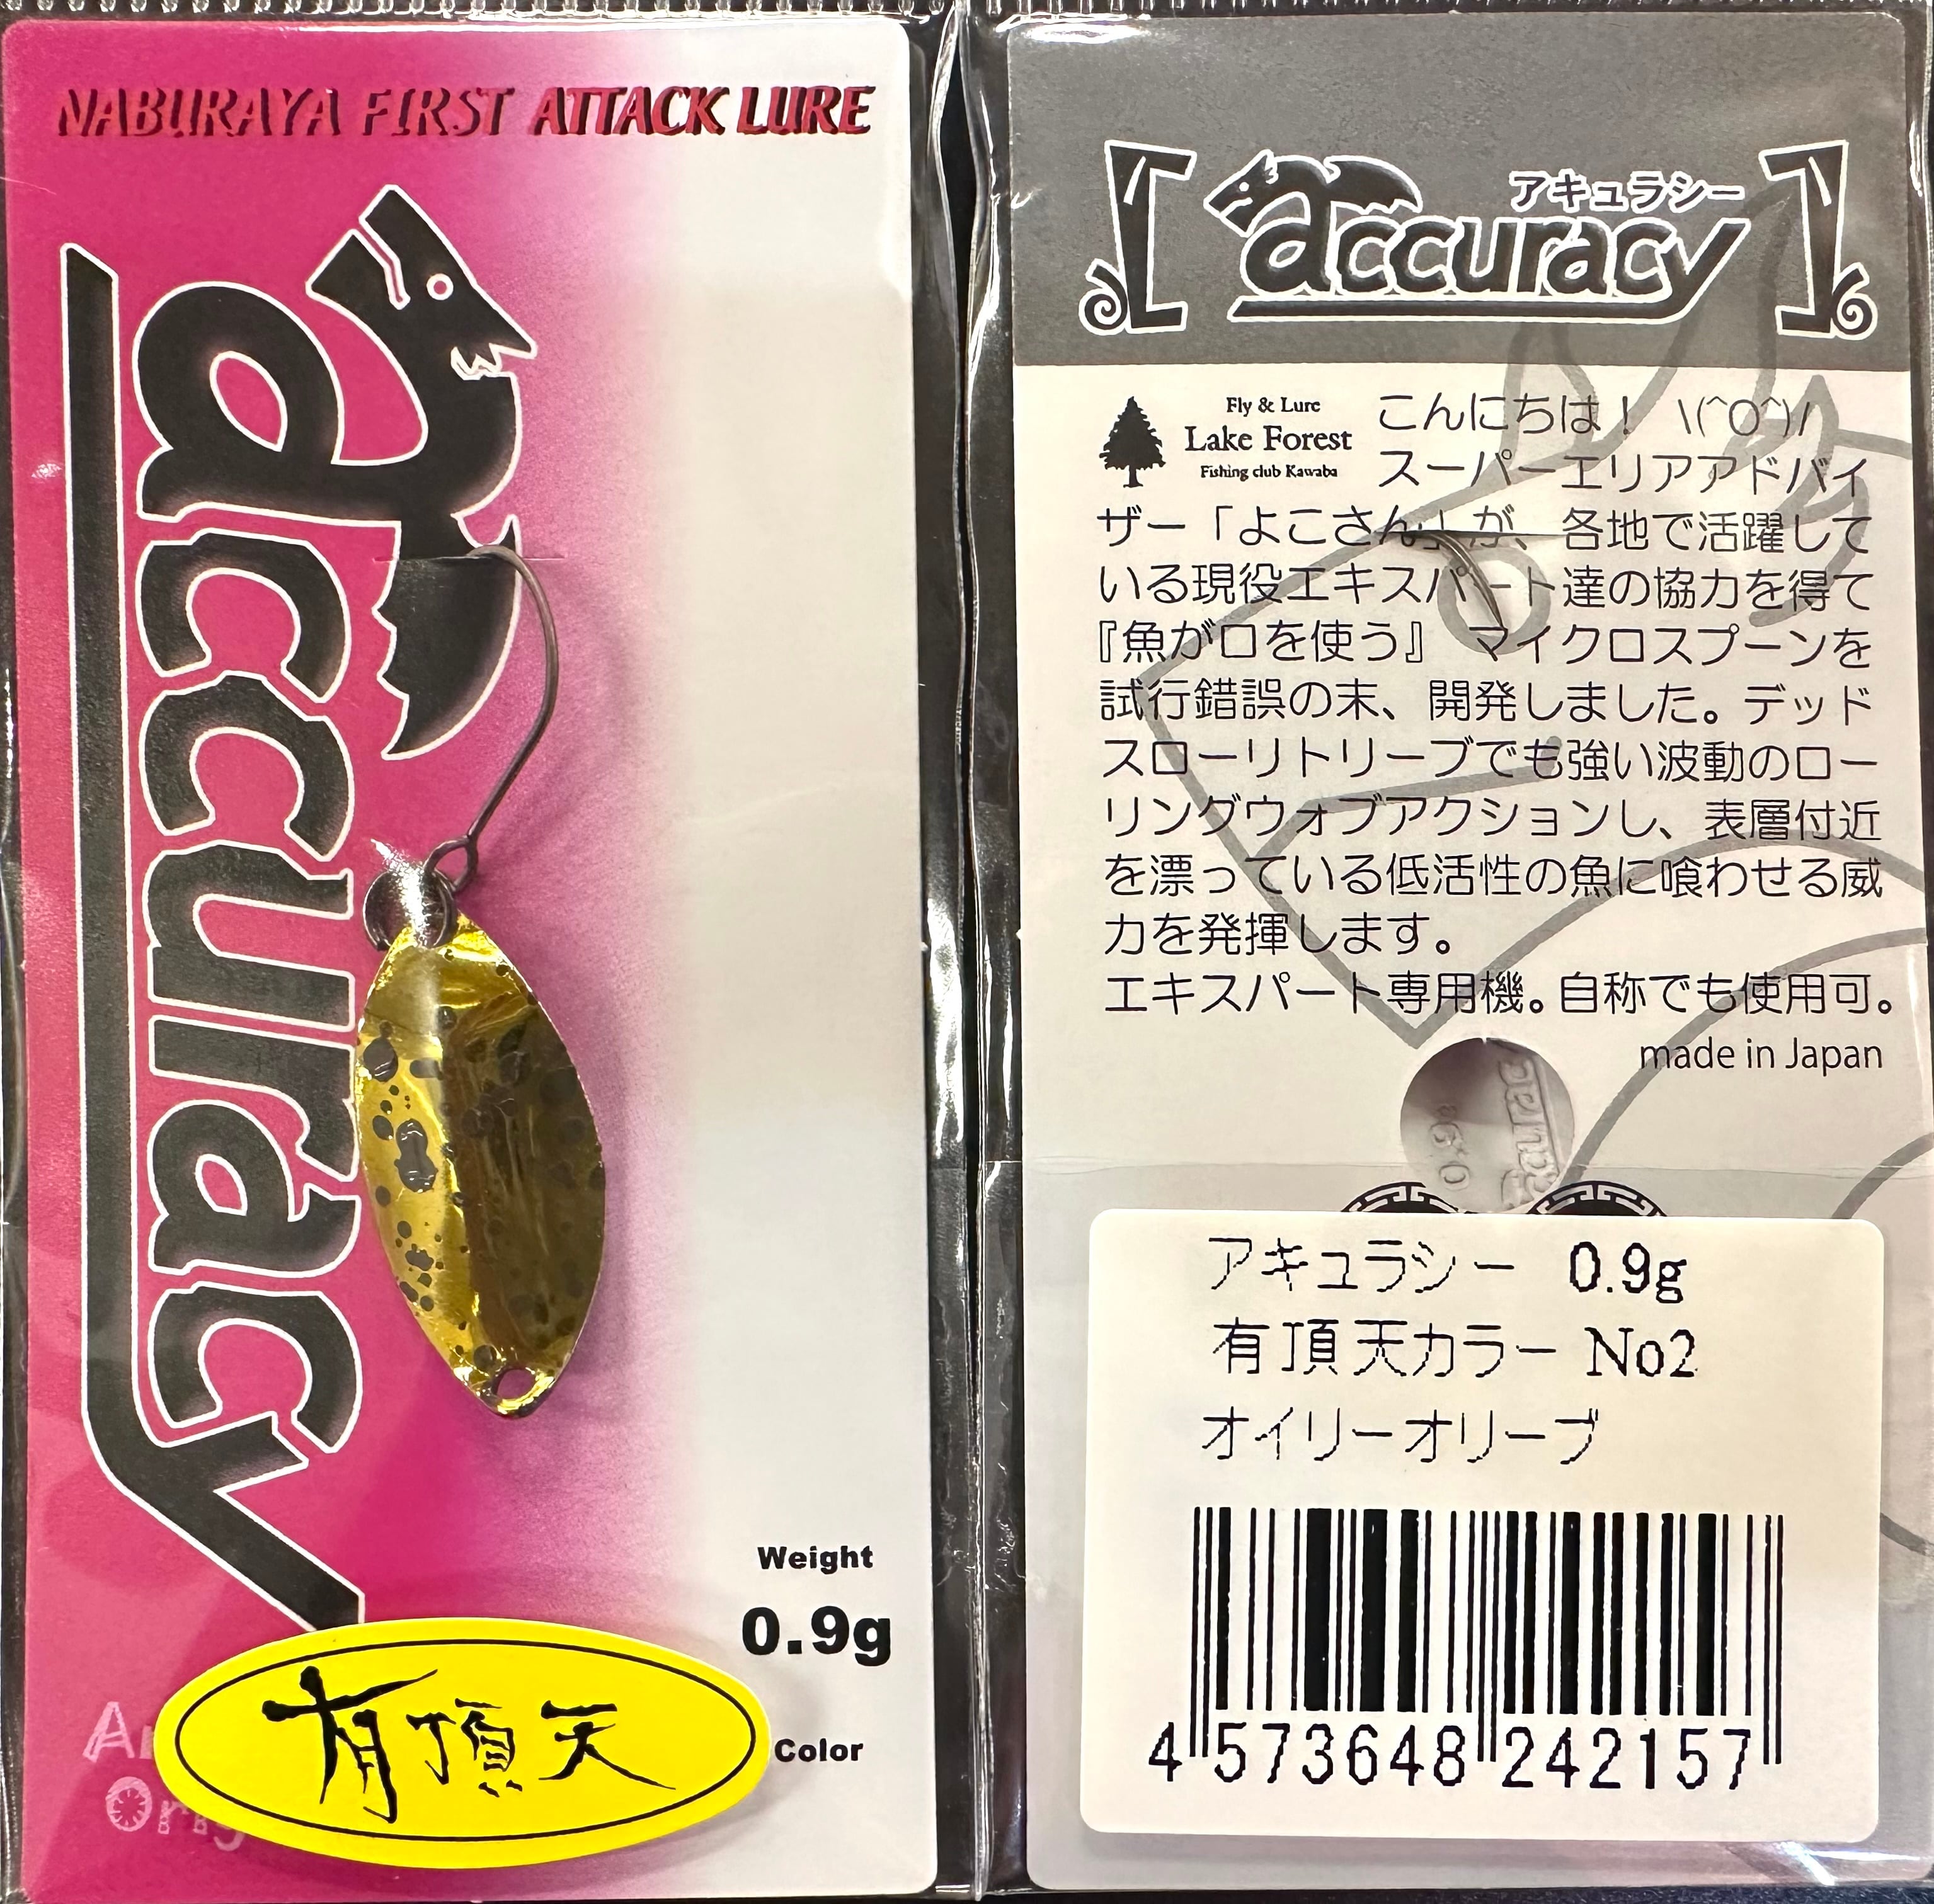 NABURAYA FIRST ATTACK LURE
accuracy
Weight
0.9g
Color
有頂天
アキュラシー
accuracy
Fly & Lure
Lake Forest
Fishing club Kawaba
こんにちは！ \(^O^)/
スーパーエリアアドバイ
ザー「よこさん」が、各地で活躍して
いる現役エキスパート達の協力を得て
『魚が口を使う』 マイクロスプーンを
試行錯誤の末、開発しました。デッド
スローリトリーブでも強い波動のロー
リングウォブアクションし、表層付近
を漂っている低活性の魚に喰わせる威
力を発揮します。
エキスパート専用機。自称でも使用可。
made in Japan
0.9g
accuracy
アキュラシー 0.9g
有頂天カラー No2
オイリーオリーブ
4 573648 242157